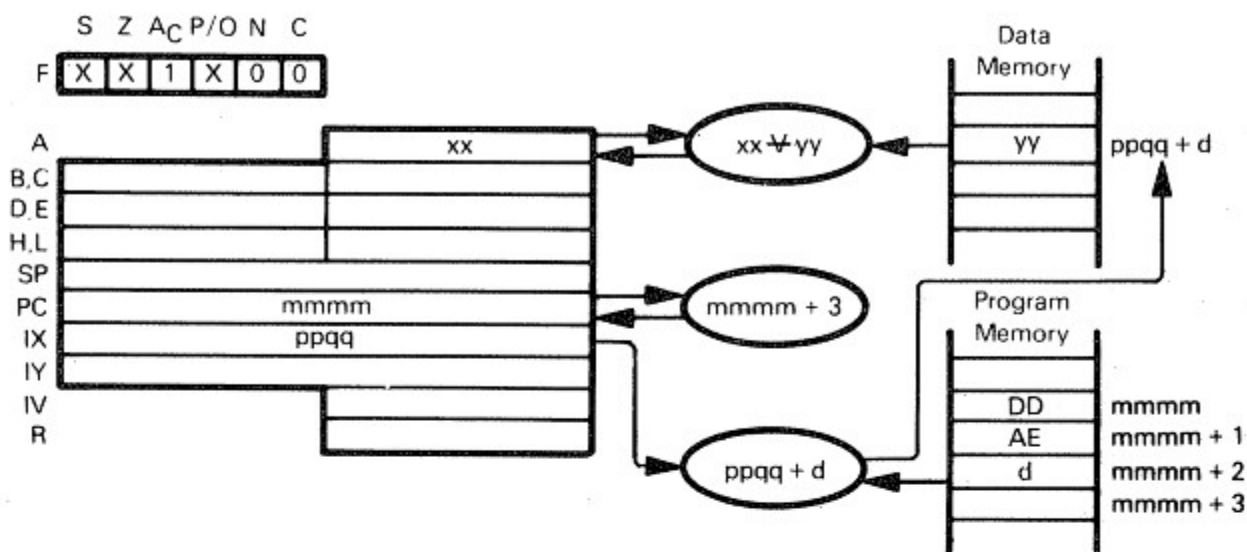 S Z AC P/O N C
F X X 1 X 0 0
Data
Memory
A xx
xx ⊻ yy
yy ppqq + d
B,C
D,E
H,L
SP
PC mmmm
mmmm + 3
IX ppqq
IY
IV
R
ppqq + d
Program
Memory
DD mmmm
AE mmmm + 1
d mmmm + 2
mmmm + 3